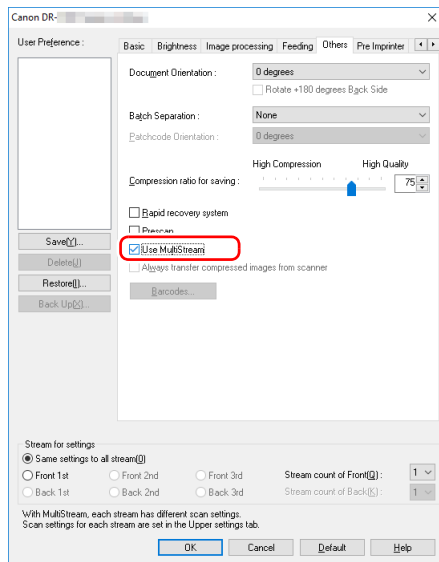 Canon DR-
User Preference :
Basic Brightness Image processing Feeding Others Pre Imprinter
Document Orientation : 0 degrees
Rotate +180 degrees Back Side
Batch Separation : None
Patchcode Orientation : 0 degrees
High Compression High Quality
Compression ratio for saving : 75
Rapid recovery system
Prescan
Save(Y)...
Use MultiStream
Delete(J)
Always transfer compressed images from scanner
Restore(I)...
Barcodes...
Back Up(X)...
Stream for settings
Same settings to all stream(0)
Front 1st Front 2nd Front 3rd Stream count of Front(Q) : 1
Back 1st Back 2nd Back 3rd Stream count of Back(K) : 1
With MultiStream, each stream has different scan settings.
Scan settings for each stream are set in the Upper settings tab.
OK Cancel Default Help